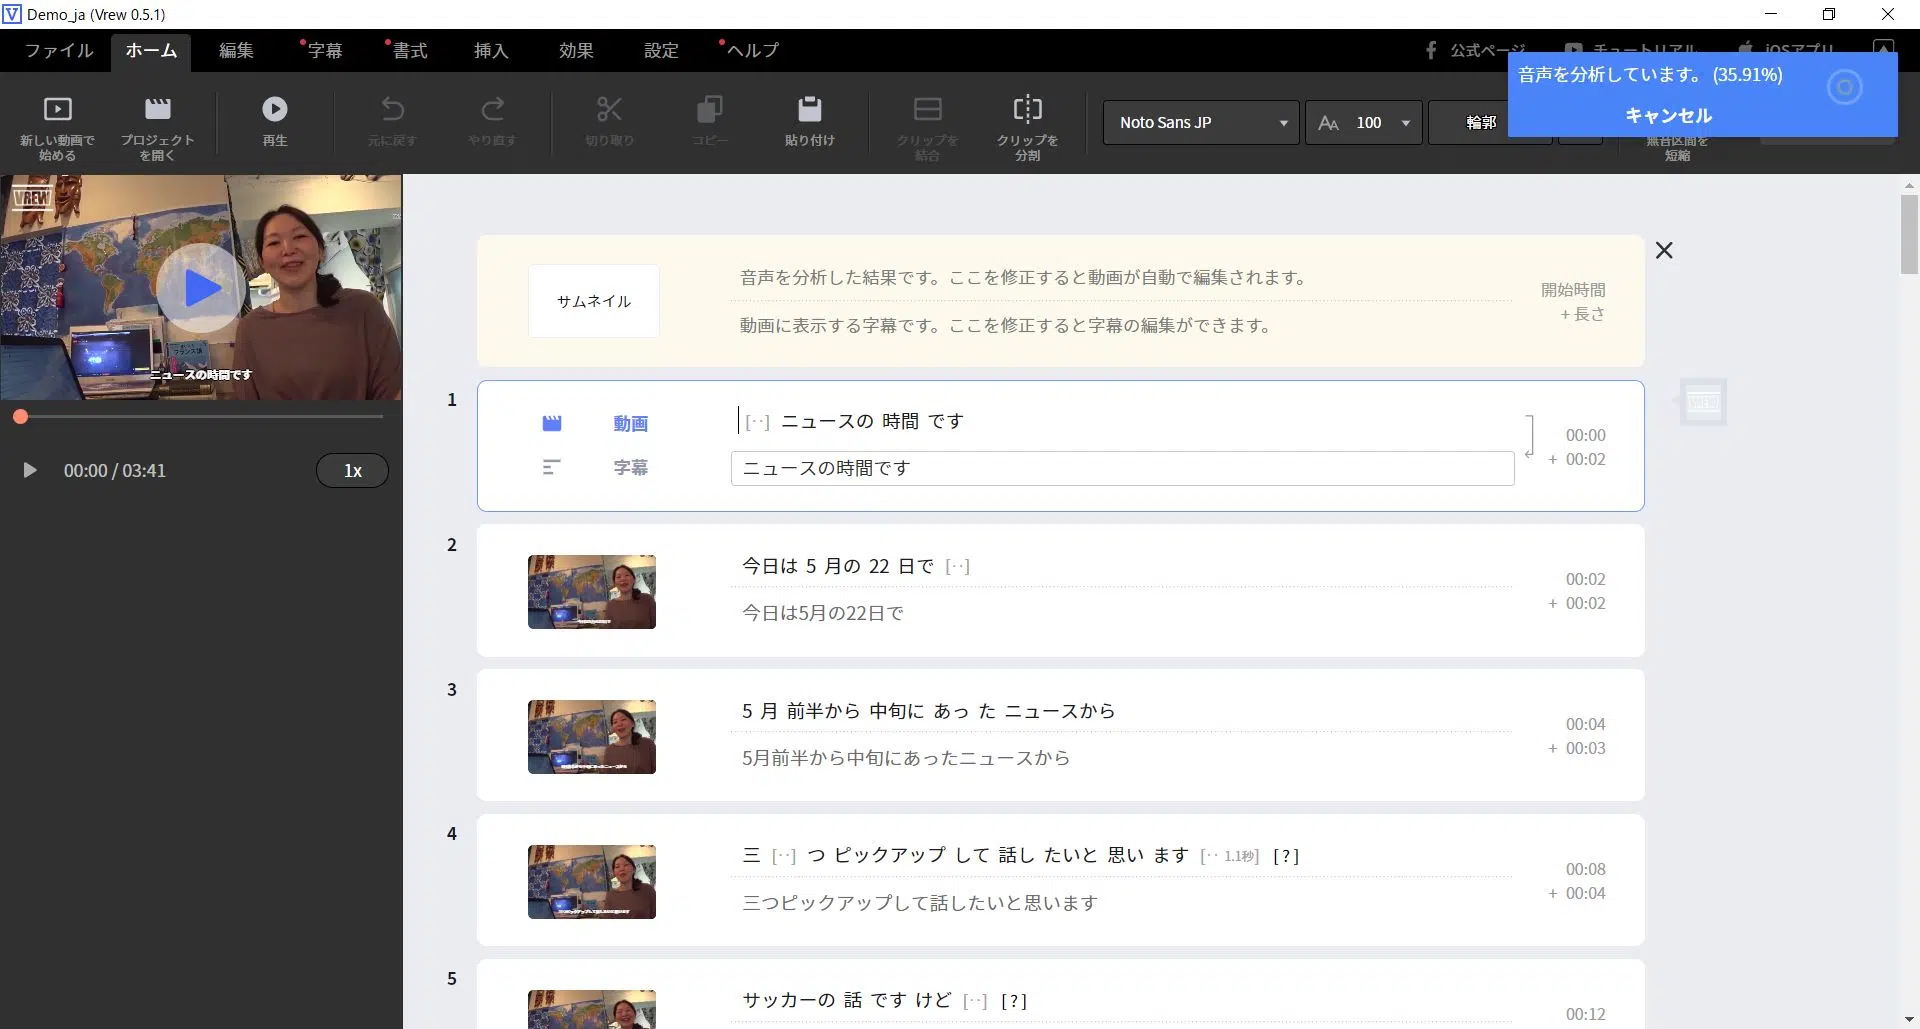 Demo_ja (Vrew 0.5.1)
ファイル ホーム 編集 字幕 書式 挿入 効果 設定 ヘルプ 公式ページ チュートリアル iOSアプリ
音声を分析しています。(35.91%)
キャンセル
新しい動画で
始める
プロジェクト
を開く
再生
元に戻す
やり直す
切り取り
コピー
貼り付け
クリップを
結合
クリップを
分割
Noto Sans JP
100
輪郭
無音区間を
短縮
VREW
フランス語
ニュースの時間です
00:00 / 03:41
1x
サムネイル
音声を分析した結果です。ここを修正すると動画が自動で編集されます。
動画に表示する字幕です。ここを修正すると字幕の編集ができます。
開始時間
+ 長さ
1
動画
[··] ニュースの 時間 です
字幕
ニュースの時間です
00:00
+ 00:02
VREW
2
今日は 5 月の 22 日で [··]
今日は5月の22日で
00:02
+ 00:02
3
5 月 前半から 中旬に あっ た ニュースから
5月前半から中旬にあったニュースから
00:04
+ 00:03
4
三 [··] つ ピックアップ して 話し たいと 思い ます [·· 1.1秒] [?]
三つピックアップして話したいと思います
00:08
+ 00:04
5
サッカーの 話 です けど [··] [?]
00:12